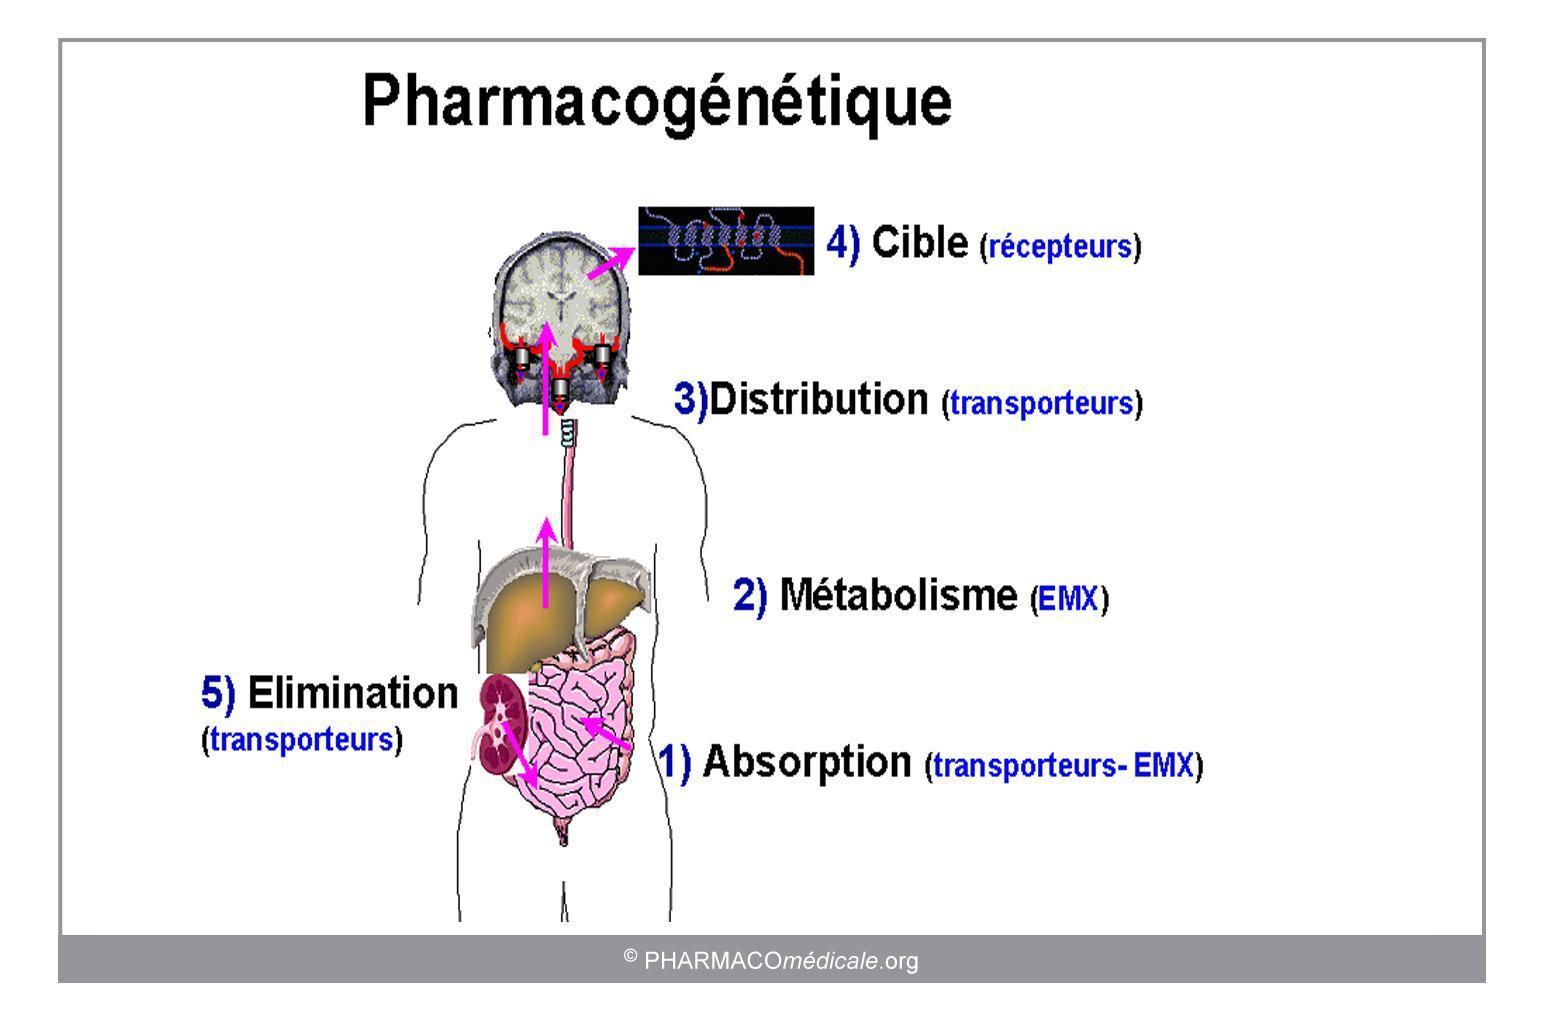 Pharmacogénétique
4) Cible (récepteurs)
3)Distribution (transporteurs)
2) Métabolisme (EMX)
5) Elimination
(transporteurs)
1) Absorption (transporteurs- EMX)
© PHARMACOmédicale.org